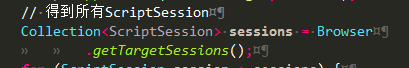 // 得到所有ScriptSession
Collection<ScriptSession> sessions = Browser
.getTargetSessions();